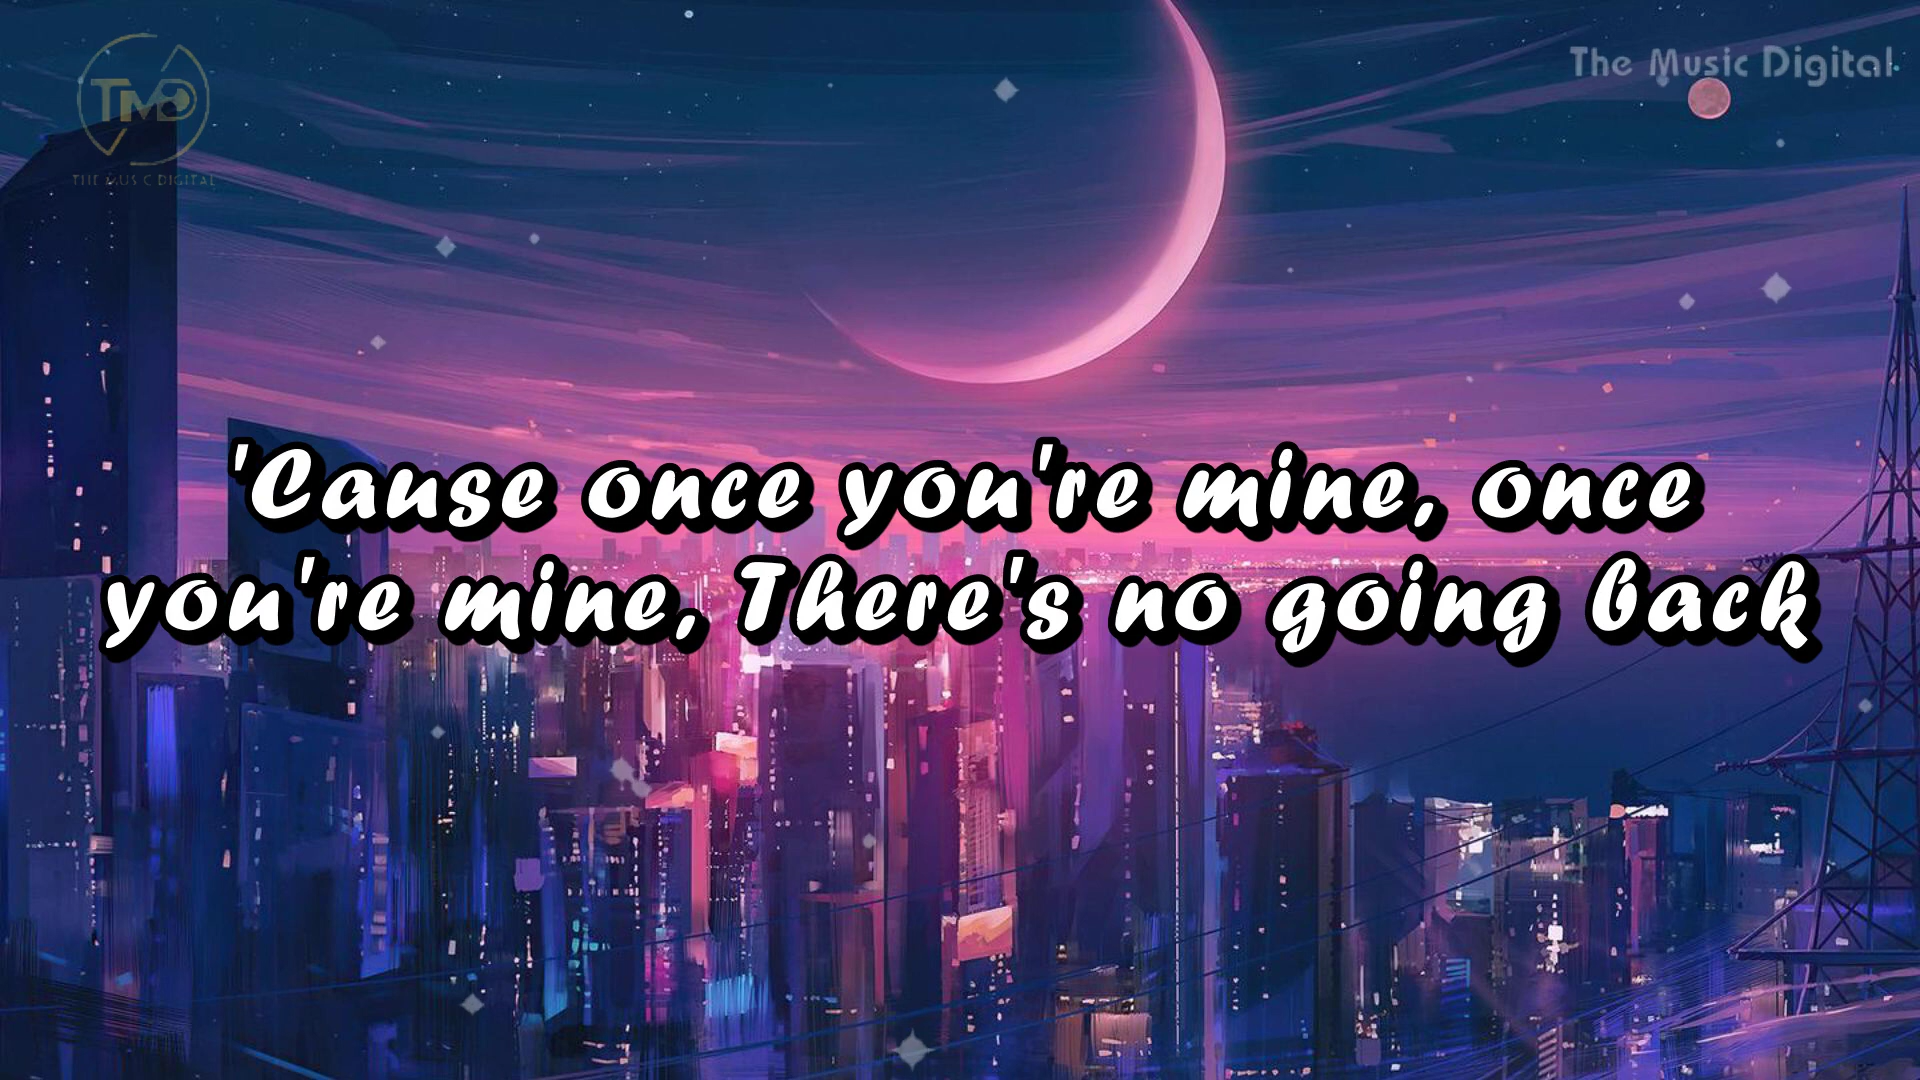 TMD
THE MUSIC DIGITAL
The Music Digital
'Cause once you're mine, once
you're mine, There's no going back